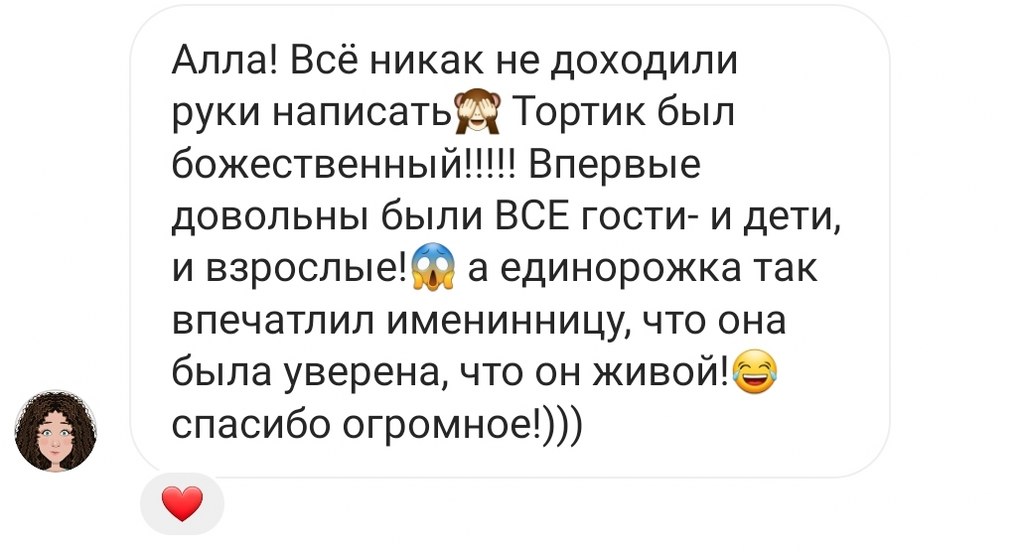 Алла! Всё никак не доходили
руки написать🙈 Тортик был
божественный!!!!! Впервые
довольны были ВСЕ гости- и дети,
и взрослые!😱 а единорожка так
впечатлил именинницу, что она
была уверена, что он живой!😂
спасибо огромное!)))